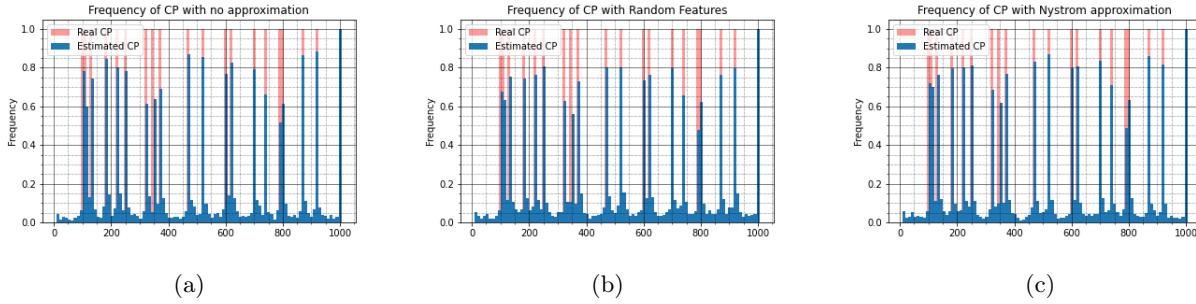 Frequency of CP with no approximation
Real CP
Estimated CP
Frequency
1.0
0.8
0.6
0.4
0.2
0.0
0 200 400 600 800 1000
(a)
Frequency of CP with Random Features
Real CP
Estimated CP
Frequency
1.0
0.8
0.6
0.4
0.2
0.0
0 200 400 600 800 1000
(b)
Frequency of CP with Nystrom approximation
Real CP
Estimated CP
Frequency
1.0
0.8
0.6
0.4
0.2
0.0
0 200 400 600 800 1000
(c)